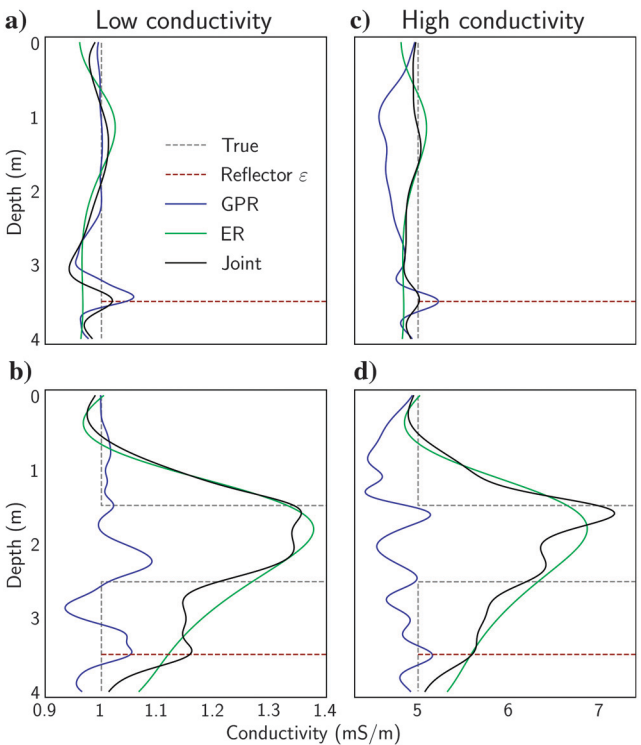 a) Low conductivity
c) High conductivity
0
1
2
3
4
Depth (m)
True
Reflector ε
GPR
ER
Joint
b)
d)
0
1
2
3
4
Depth (m)
0.9 1 1.1 1.2 1.3 1.4
5 6 7
Conductivity (mS/m)